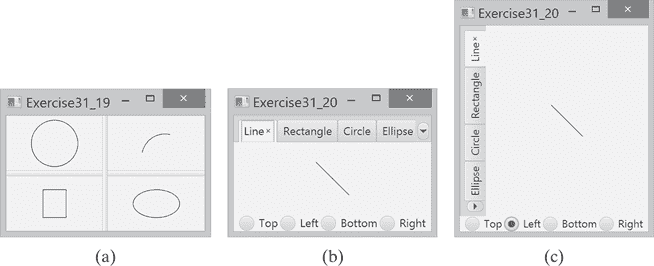 Exercise31_19
(a)
Exercise31_20
Line Rectangle Circle Ellipse
Top Left Bottom Right
(b)
Exercise31_20
Line
Rectangle
Circle
Ellipse
Top Left Bottom Right
(c)